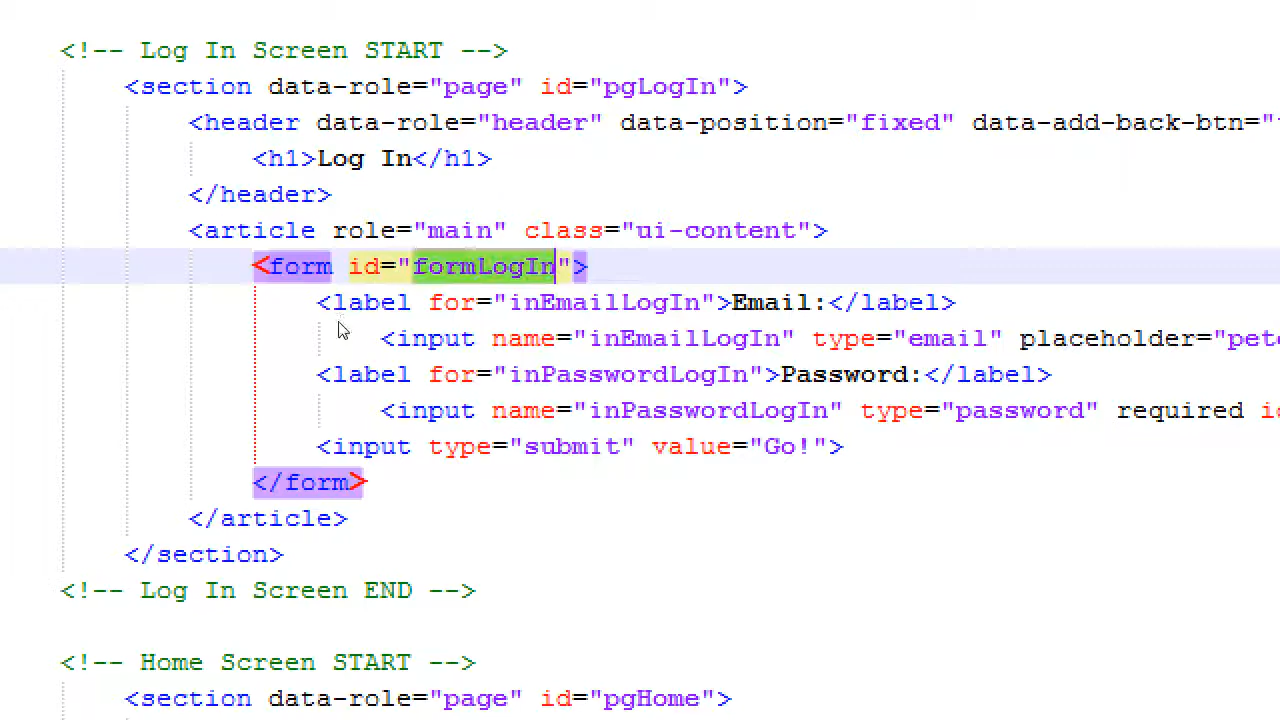 <!-- Log In Screen START -->
<section data-role="page" id="pgLogIn">
<header data-role="header" data-position="fixed" data-add-back-btn="
<h1>Log In</h1>
</header>
<article role="main" class="ui-content">
<form id="formLogIn">
<label for="inEmailLogIn">Email:</label>
<input name="inEmailLogIn" type="email" placeholder="pete
<label for="inPasswordLogIn">Password:</label>
<input name="inPasswordLogIn" type="password" required i
<input type="submit" value="Go!">
</form>
</article>
</section>
<!-- Log In Screen END -->
<!-- Home Screen START -->
<section data-role="page" id="pgHome">